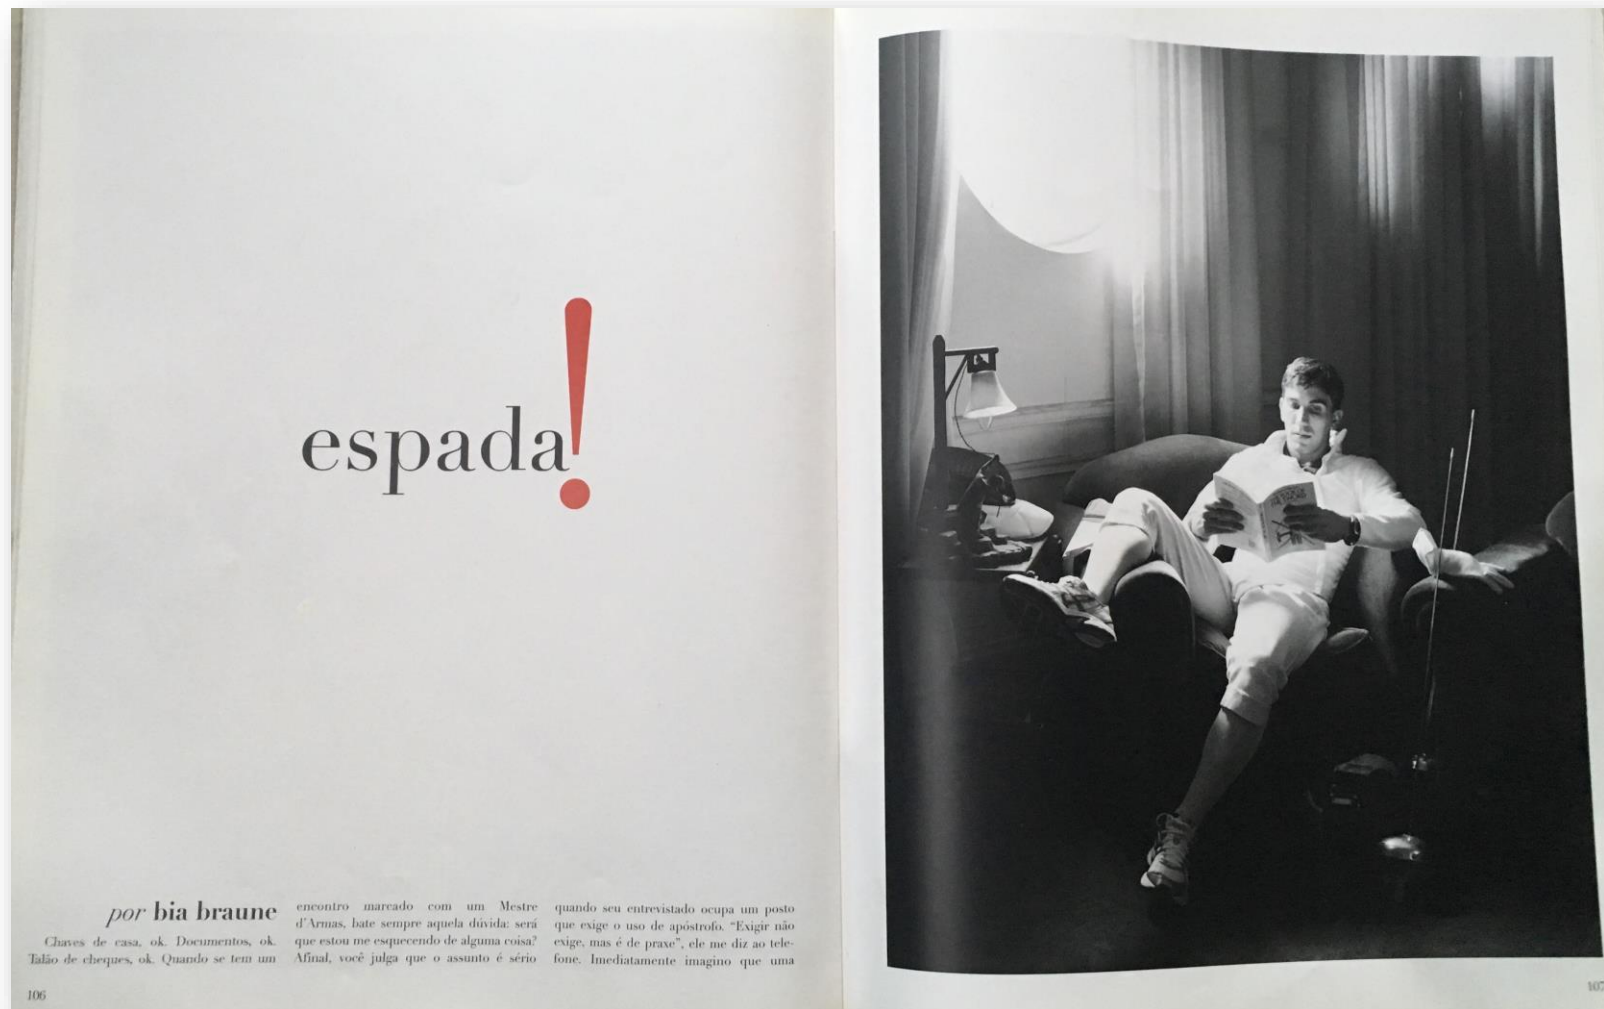 espada!
por bia braune
Chaves de casa, ok. Documentos, ok.
Talão de cheques, ok. Quando se tem um
encontro marcado com um Mestre
d'Armas, bate sempre aquela dúvida: será
que estou me esquecendo de alguma coisa?
Afinal, você julga que o assunto é sério
quando seu entrevistado ocupa um posto
que exige o uso de apóstrofo. “Exigir não
exige, mas é de praxe”, ele me diz ao tele-
fone. Imediatamente imagino que uma
106
107